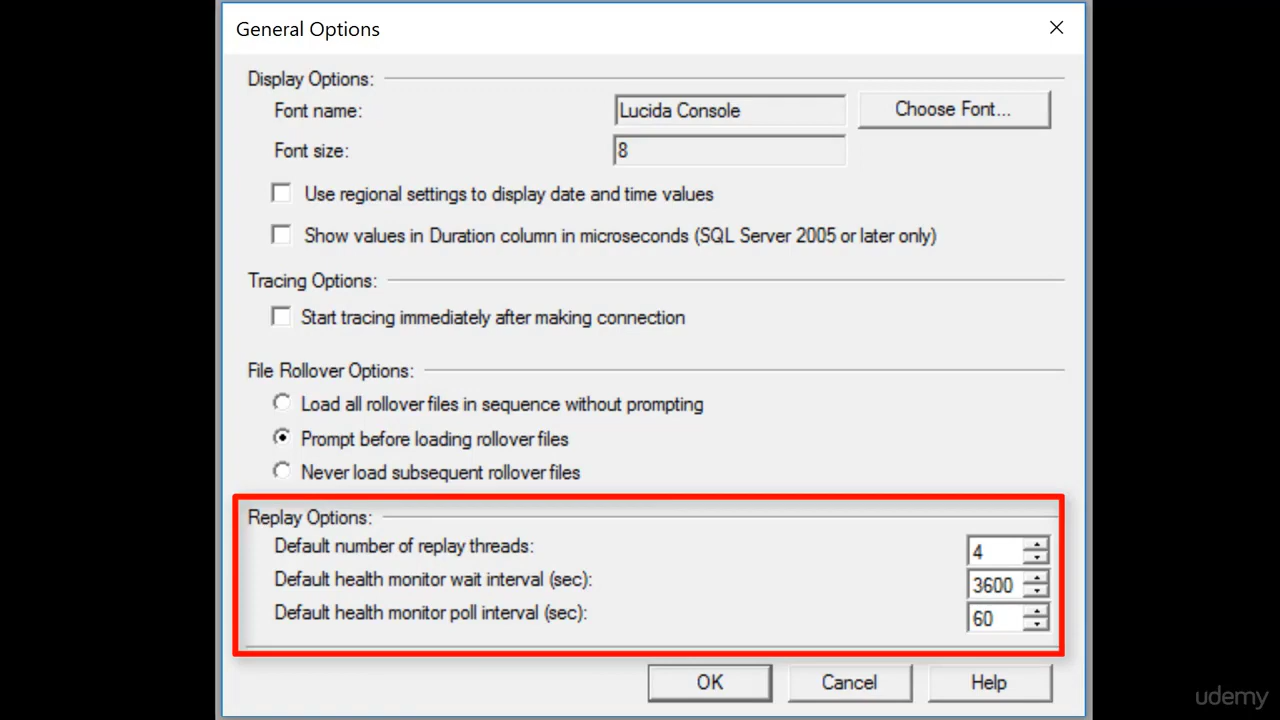 General Options
Display Options:
Font name: Lucida Console Choose Font...
Font size: 8
Use regional settings to display date and time values
Show values in Duration column in microseconds (SQL Server 2005 or later only)
Tracing Options:
Start tracing immediately after making connection
File Rollover Options:
Load all rollover files in sequence without prompting
Prompt before loading rollover files
Never load subsequent rollover files
Replay Options:
Default number of replay threads: 4
Default health monitor wait interval (sec): 3600
Default health monitor poll interval (sec): 60
OK Cancel Help
udemy